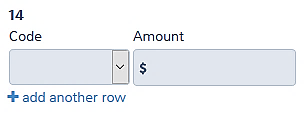 14
Code Amount
$
+ add another row